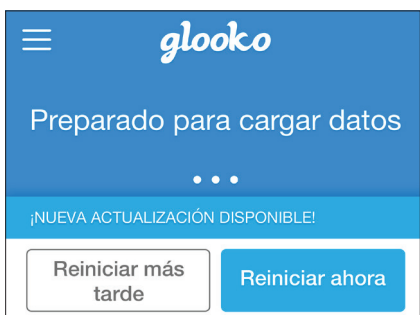 glooko
Preparado para cargar datos
¡NUEVA ACTUALIZACIÓN DISPONIBLE!
Reiniciar más
tarde
Reiniciar ahora